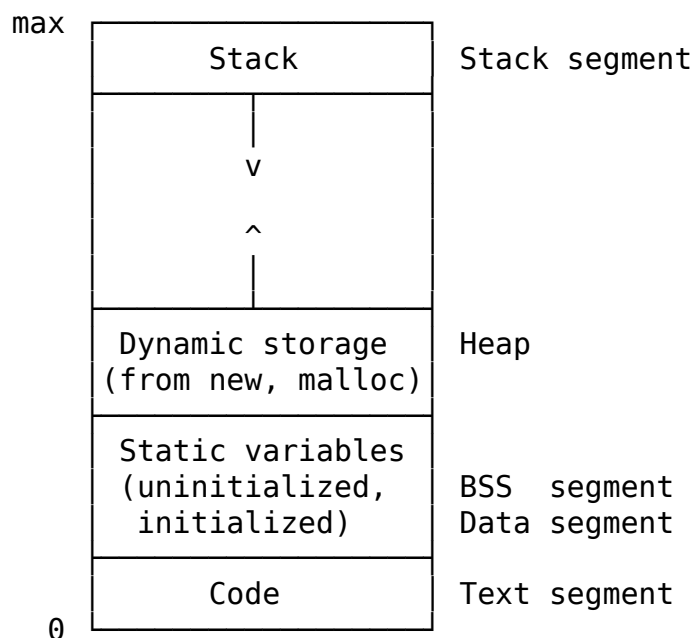 max
Stack Stack segment
v
^
Dynamic storage Heap
(from new, malloc)
Static variables
(uninitialized, BSS segment
initialized) Data segment
Code Text segment
0